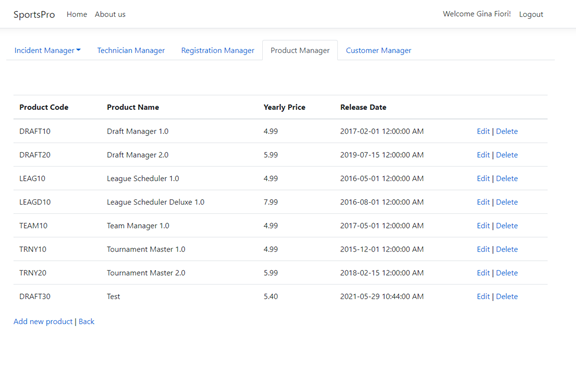 SportsPro Home About us Welcome Gina Fiori! Logout
Incident Manager Technician Manager Registration Manager Product Manager Customer Manager
Product Code Product Name Yearly Price Release Date
DRAFT10 Draft Manager 1.0 4.99 2017-02-01 12:00:00 AM Edit | Delete
DRAFT20 Draft Manager 2.0 5.99 2019-07-15 12:00:00 AM Edit | Delete
LEAG10 League Scheduler 1.0 4.99 2016-05-01 12:00:00 AM Edit | Delete
LEAGD10 League Scheduler Deluxe 1.0 7.99 2016-08-01 12:00:00 AM Edit | Delete
TEAM10 Team Manager 1.0 4.99 2017-05-01 12:00:00 AM Edit | Delete
TRNY10 Tournament Master 1.0 4.99 2015-12-01 12:00:00 AM Edit | Delete
TRNY20 Tournament Master 2.0 5.99 2018-02-15 12:00:00 AM Edit | Delete
DRAFT30 Test 5.40 2021-05-29 10:44:00 AM Edit | Delete
Add new product | Back